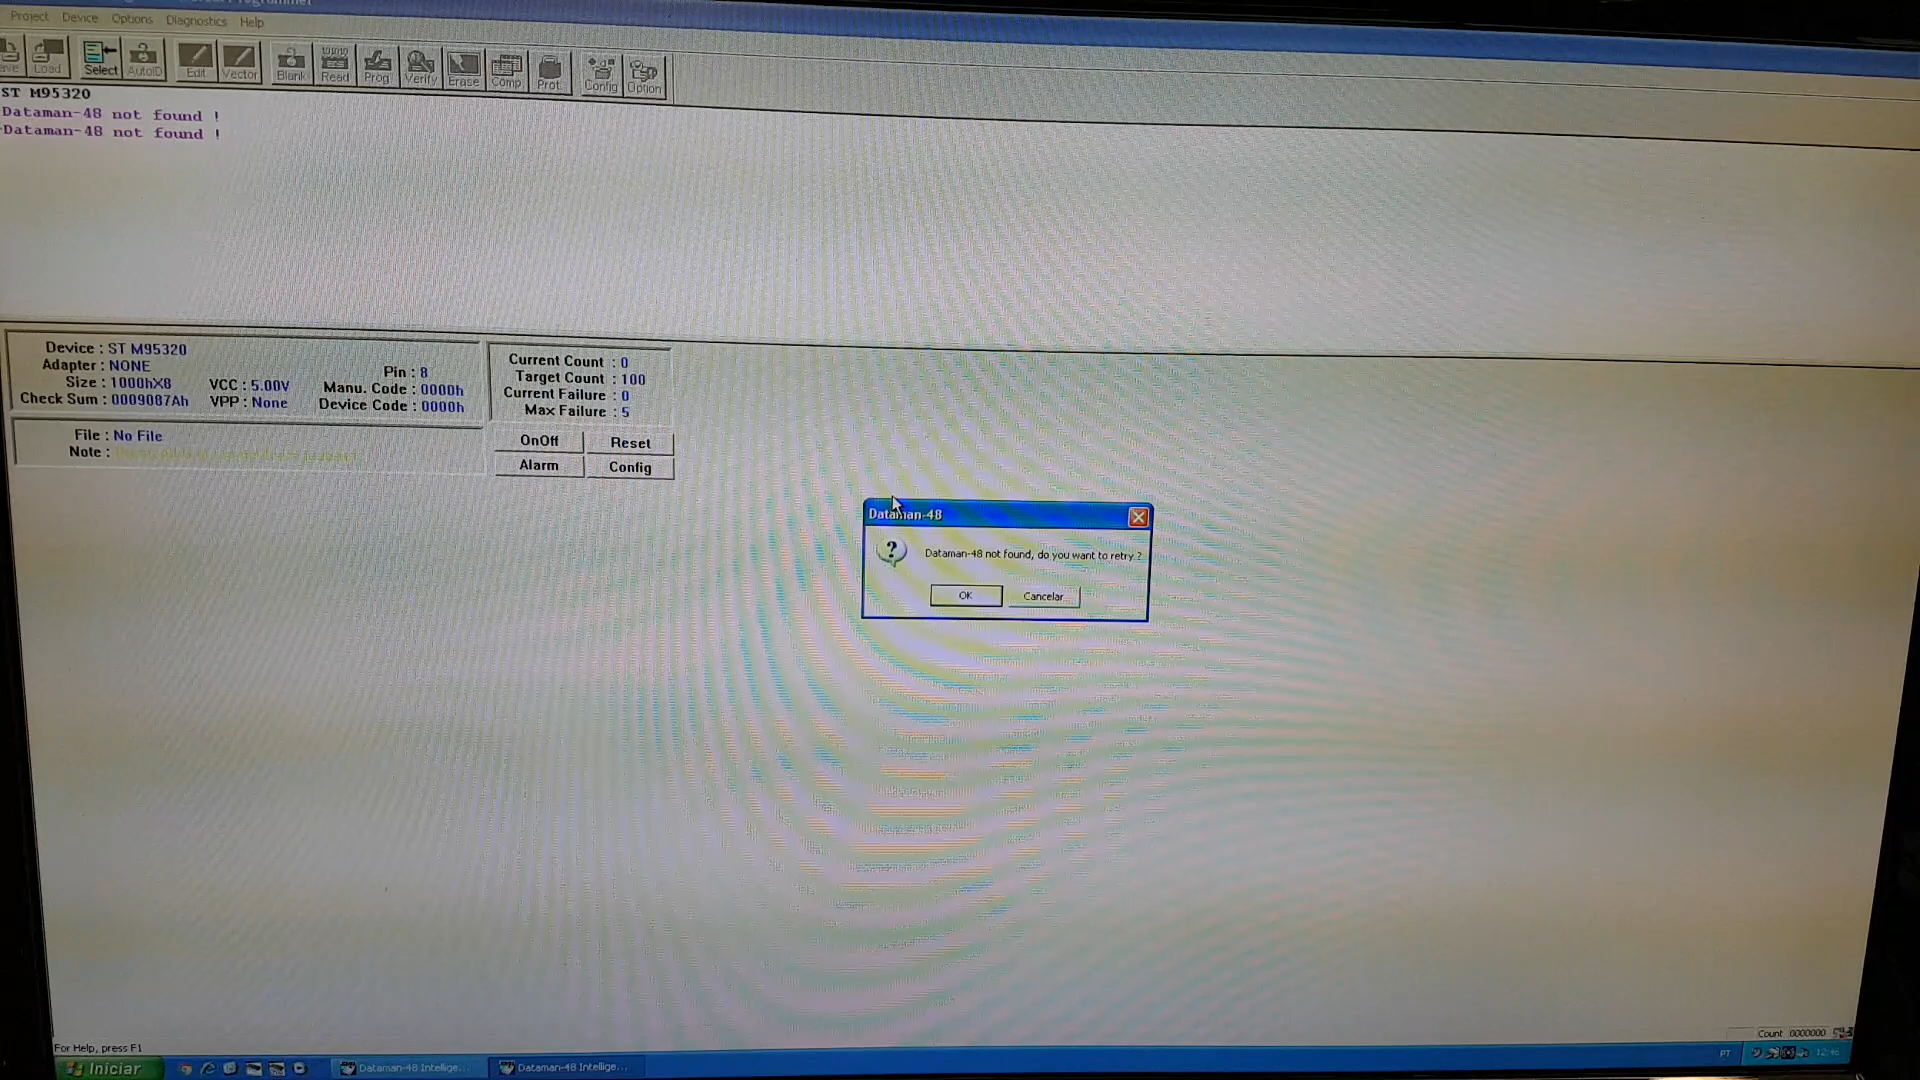 Project Device Options Diagnostics Help
Load Select AutoID Edit Vector Blank Read Prog Verify Erase Comp. Prot. Config Option
ST M95320
Dataman-48 not found !
Dataman-48 not found !
Device : ST M95320
Adapter : NONE
Pin : 8
Size : 1000hX8 VCC : 5.00V Manu. Code : 0000h
Check Sum : 0009087Ah VPP : None Device Code : 0000h
Current Count : 0
Target Count : 100
Current Failure : 0
Max Failure : 5
File : No File
Note :
OnOff Reset
Alarm Config
Dataman-48
Dataman-48 not found, do you want to retry ?
OK Cancelar
Count 0000000
For Help, press F1
Iniciar Dataman-48 Intellige... Dataman-48 Intellige... PT 12:46